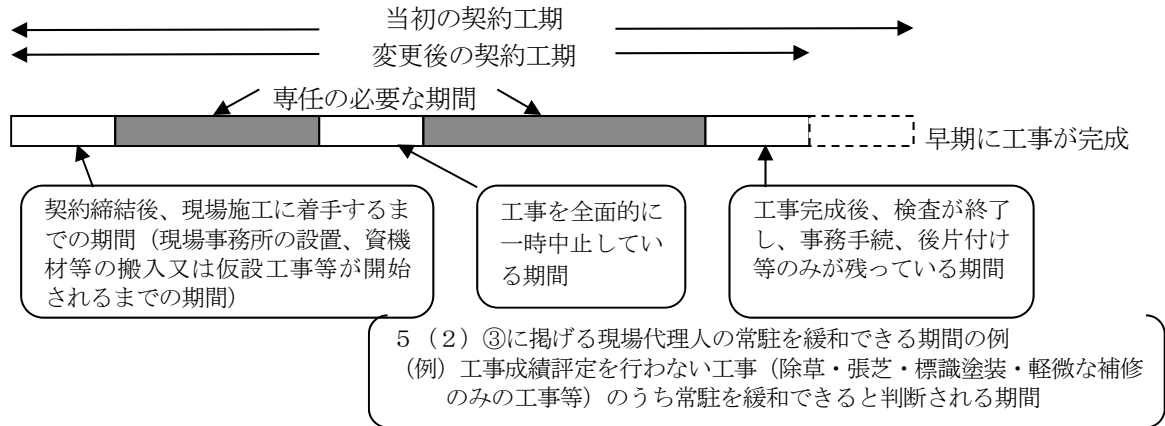 当初の契約工期
変更後の契約工期
専任の必要な期間
早期に工事が完成
契約締結後、現場施工に着手するま
での期間（現場事務所の設置、資機
材等の搬入又は仮設工事等が開始
されるまでの期間）
工事を全面的に
一時中止してい
る期間
工事完成後、検査が終了
し、事務手続、後片付け
等のみが残っている期間
５（２）③に掲げる現場代理人の常駐を緩和できる期間の例
（例）工事成績評定を行わない工事（除草・張芝・標識塗装・軽微な補修
のみの工事等）のうち常駐を緩和できると判断される期間